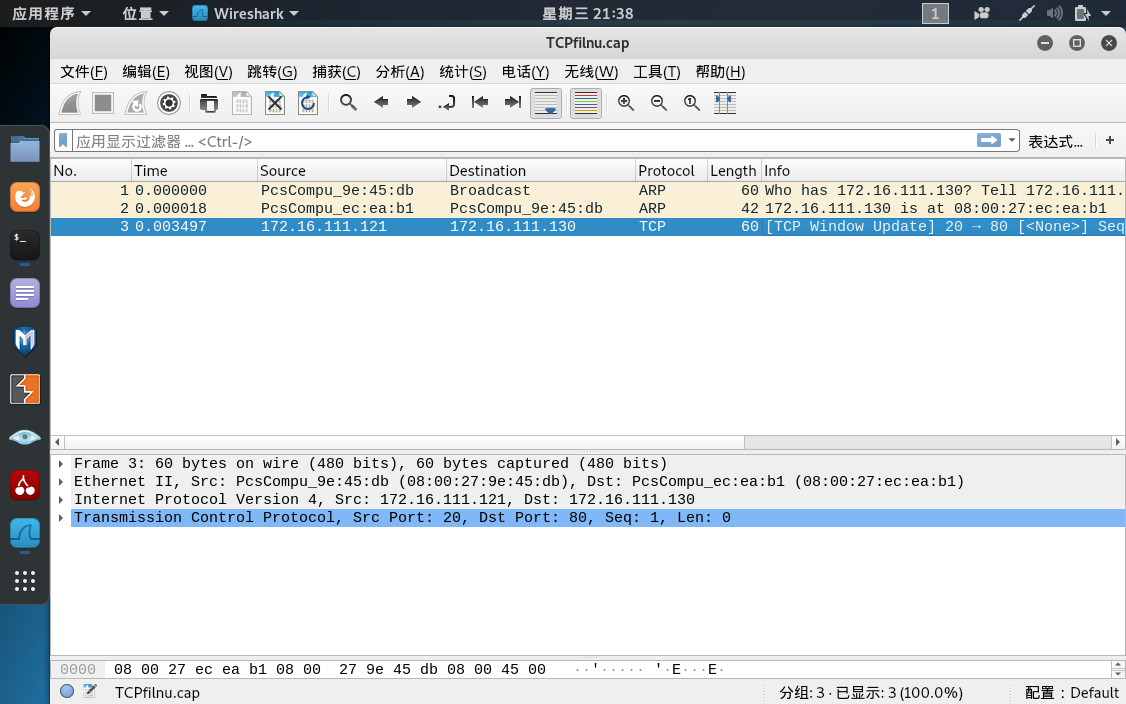 应用程序 位置 Wireshark 星期三 21:38 1
TCPfilnu.cap
文件(F) 编辑(E) 视图(V) 跳转(G) 捕获(C) 分析(A) 统计(S) 电话(Y) 无线(W) 工具(T) 帮助(H)
应用显示过滤器 … <Ctrl-/> 表达式… +
No. Time Source Destination Protocol Length Info
1 0.000000 PcsCompu_9e:45:db Broadcast ARP 60 Who has 172.16.111.130? Tell 172.16.111.
2 0.000018 PcsCompu_ec:ea:b1 PcsCompu_9e:45:db ARP 42 172.16.111.130 is at 08:00:27:ec:ea:b1
3 0.003497 172.16.111.121 172.16.111.130 TCP 60 [TCP Window Update] 20 → 80 [<None>] Seq
Frame 3: 60 bytes on wire (480 bits), 60 bytes captured (480 bits)
Ethernet II, Src: PcsCompu_9e:45:db (08:00:27:9e:45:db), Dst: PcsCompu_ec:ea:b1 (08:00:27:ec:ea:b1)
Internet Protocol Version 4, Src: 172.16.111.121, Dst: 172.16.111.130
Transmission Control Protocol, Src Port: 20, Dst Port: 80, Seq: 1, Len: 0
0000 08 00 27 ec ea b1 08 00 27 9e 45 db 08 00 45 00 ··'····· '·E···E·
TCPfilnu.cap 分组: 3 · 已显示: 3 (100.0%) 配置：Default